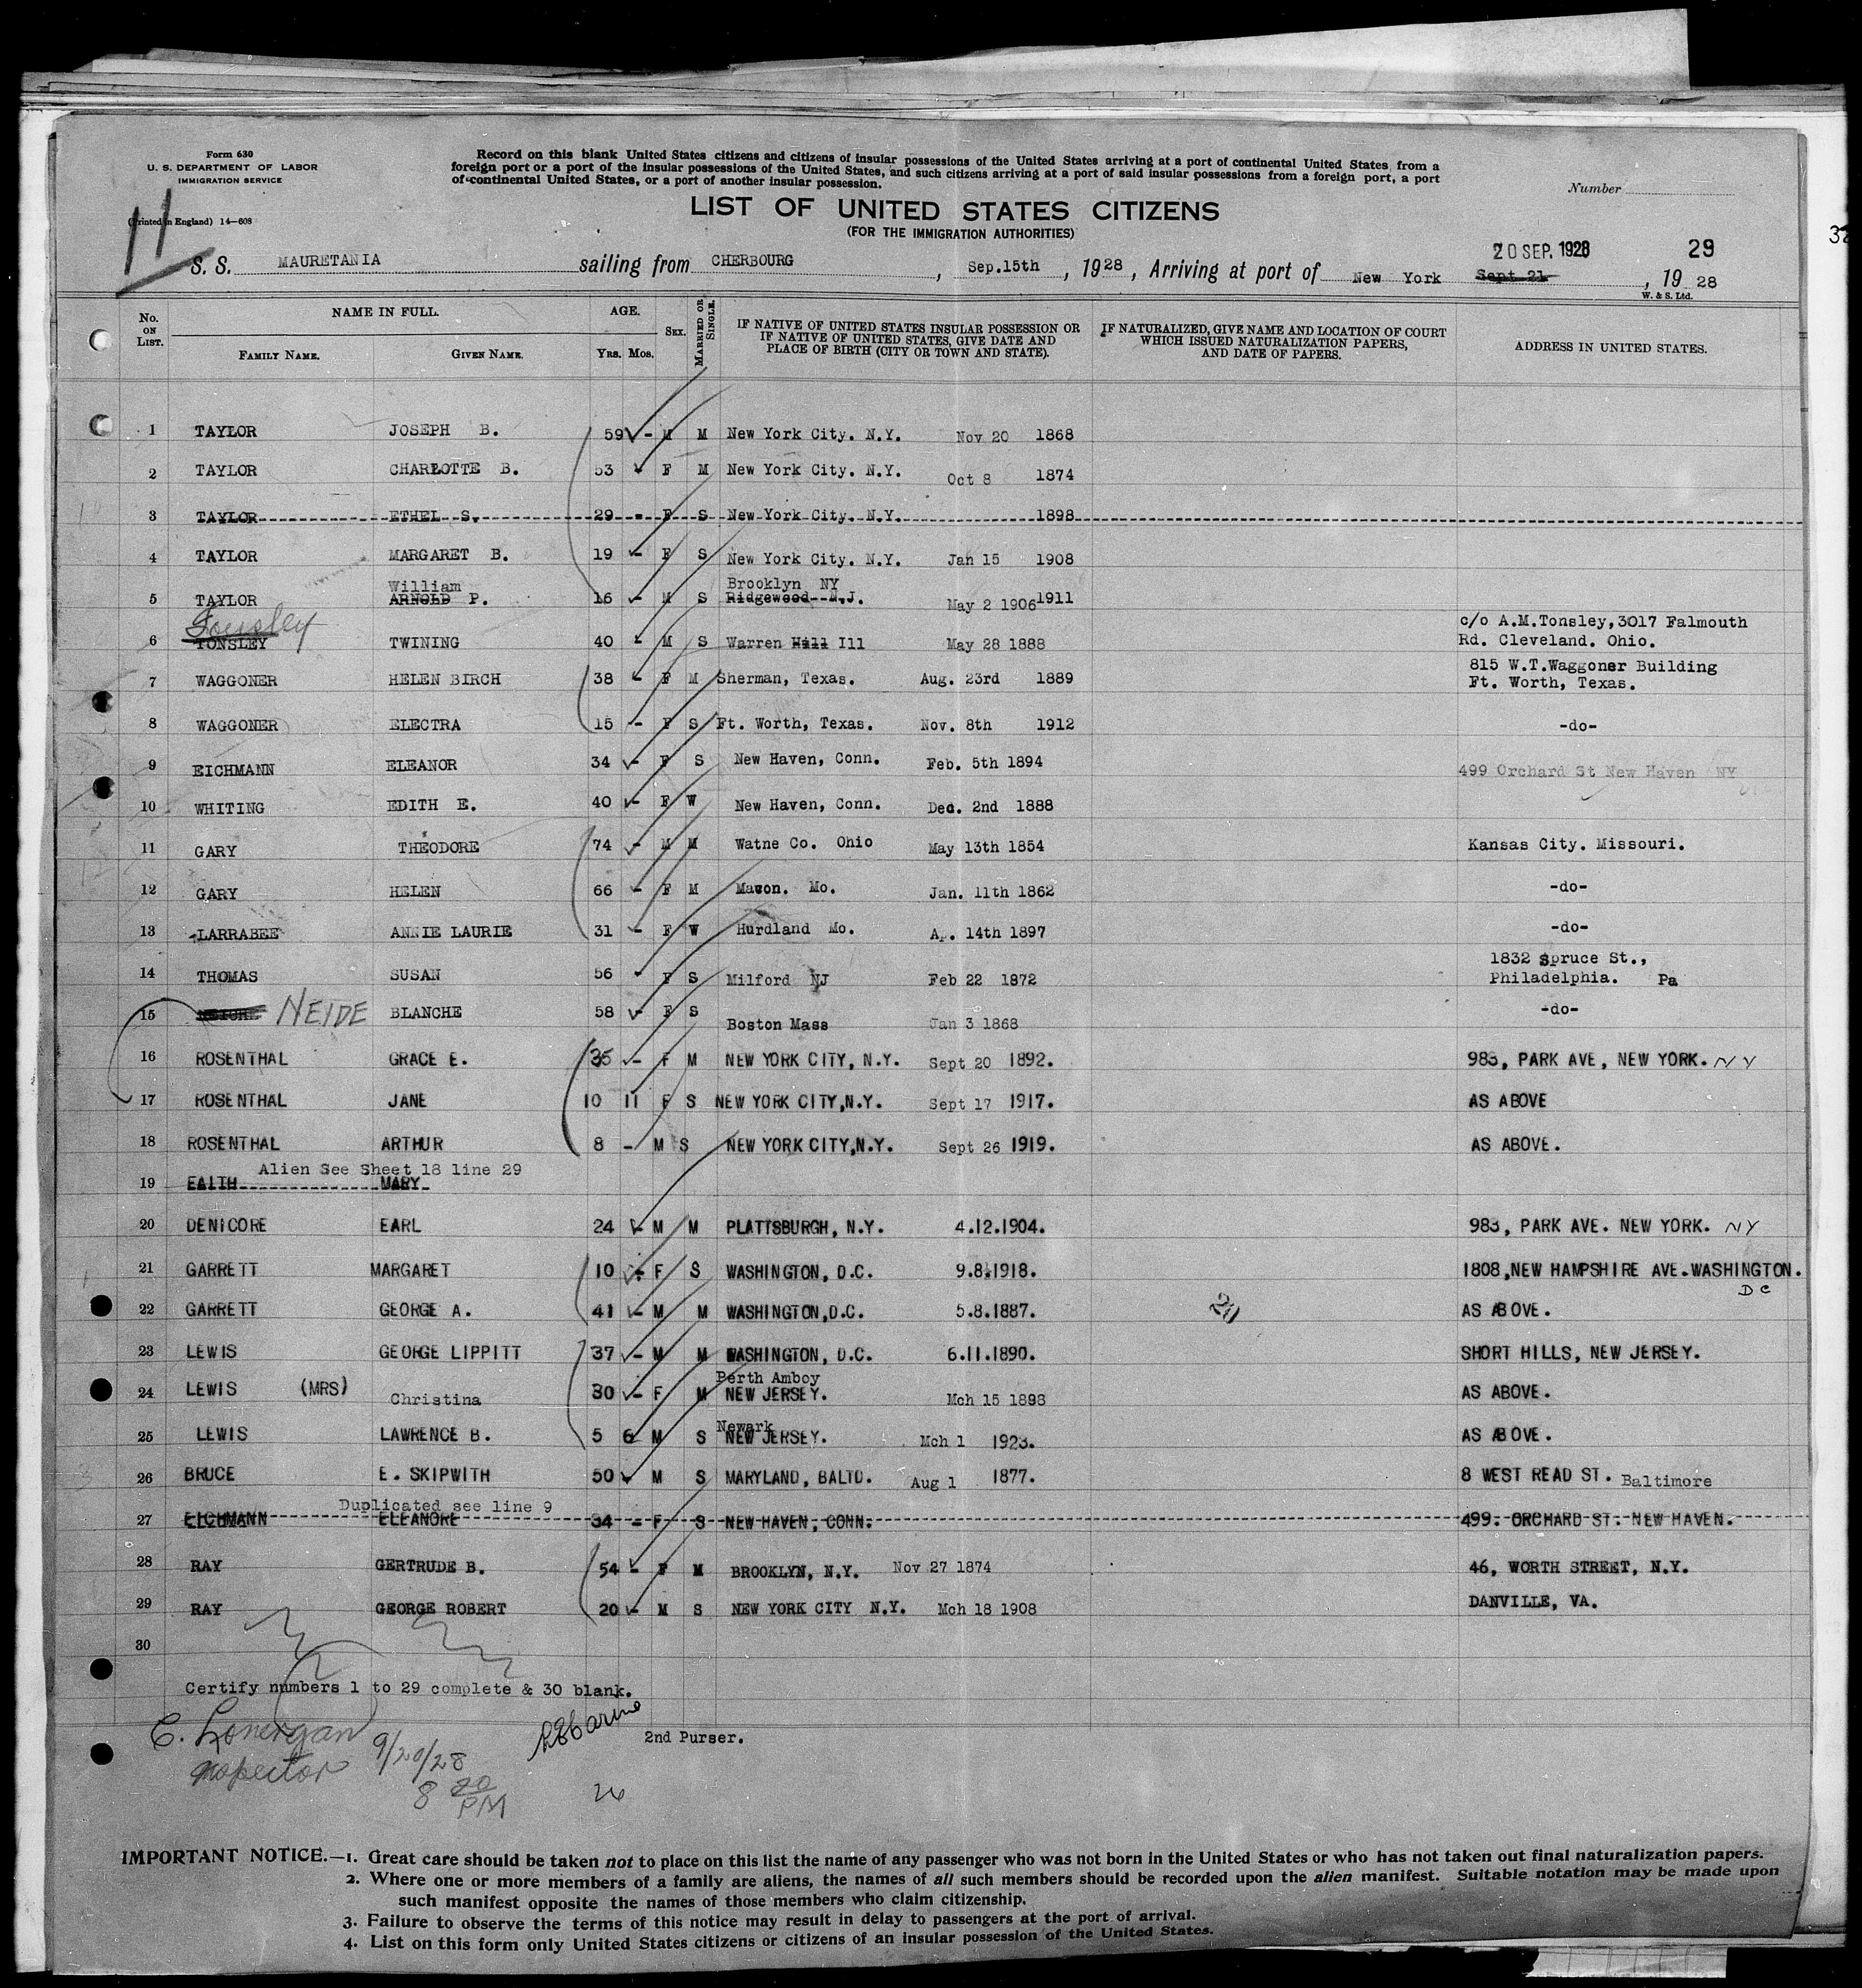 Form 630
U. S. DEPARTMENT OF LABOR
IMMIGRATION SERVICE
(Printed in England) 14—608
11
Record on this blank United States citizens and citizens of insular possessions of the United States arriving at a port of continental United States from a
foreign port or a port of the insular possessions of the United States, and such citizens arriving at a port of said insular possessions from a foreign port, a port
of continental United States, or a port of another insular possession.
Number
LIST OF UNITED STATES CITIZENS
(FOR THE IMMIGRATION AUTHORITIES)
20 SEP. 1928 29
S. S. MAURETANIA sailing from CHERBOURG, Sep.15th, 1928, Arriving at port of New York Sept 21, 1928
W. & S. Ltd.
No. ON LIST. NAME IN FULL. FAMILY NAME. GIVEN NAME. AGE. YRS. MOS. SEX. MARRIED OR SINGLE. IF NATIVE OF UNITED STATES INSULAR POSSESSION OR IF NATIVE OF UNITED STATES, GIVE DATE AND PLACE OF BIRTH (CITY OR TOWN AND STATE). IF NATURALIZED, GIVE NAME AND LOCATION OF COURT WHICH ISSUED NATURALIZATION PAPERS, AND DATE OF PAPERS. ADDRESS IN UNITED STATES.
1 TAYLOR JOSEPH B. 59 - M M New York City. N.Y. Nov 20 1868
2 TAYLOR CHARLOTTE B. 53 F M New York City. N.Y. Oct 8 1874
3 TAYLOR ETHEL S. 29 - F S New York City. N.Y. 1898
4 TAYLOR MARGARET B. 19 - F S New York City. N.Y. Jan 15 1908
William Brooklyn NY
5 TAYLOR ARNOLD P. 16 - M S Ridgewood N.J. May 2 1906 1911
Tousley c/o A.M.Tonsley,3017 Falmouth
6 TONSLEY TWINING 40 - M S Warren Hill Ill May 28 1888 Rd. Cleveland. Ohio.
815 W.T.Waggoner Building
7 WAGGONER HELEN BIRCH 38 - F M Sherman, Texas. Aug. 23rd 1889 Ft. Worth, Texas.
8 WAGGONER ELECTRA 15 - F S Ft. Worth, Texas. Nov. 8th 1912 -do-
9 EICHMANN ELEANOR 34 - F S New Haven, Conn. Feb. 5th 1894 499 Orchard St New Haven NY
10 WHITING EDITH E. 40 - F W New Haven, Conn. Dec. 2nd 1888
11 GARY THEODORE 74 - M M Watne Co. Ohio May 13th 1854 Kansas City. Missouri.
12 GARY HELEN 66 - F M Macon. Mo. Jan. 11th 1862 -do-
13 LARRABEE ANNIE LAURIE 31 - F W Hurdland Mo. Ap. 14th 1897 -do-
1832 Spruce St.,
14 THOMAS SUSAN 56 F S Milford NJ Feb 22 1872 Philadelphia. Pa
15 NEIDE BLANCHE 58 - F S Boston Mass Jan 3 1868 -do-
16 ROSENTHAL GRACE E. 35 - F M NEW YORK CITY, N.Y. Sept 20 1892. 983, PARK AVE, NEW YORK. NY
17 ROSENTHAL JANE 10 11 F S NEW YORK CITY,N.Y. Sept 17 1917. AS ABOVE
18 ROSENTHAL ARTHUR 8 - M S NEW YORK CITY,N.Y. Sept 26 1919. AS ABOVE.
Alien See Sheet 18 line 29
19 FAITH MARY
20 DENICORE EARL 24 - M M PLATTSBURGH, N.Y. 4.12.1904. 983, PARK AVE. NEW YORK. NY
21 GARRETT MARGARET 10 - F S WASHINGTON, D.C. 9.8.1918. 1808,NEW HAMPSHIRE AVE.WASHINGTON.
DC
22 GARRETT GEORGE A. 41 - M M WASHINGTON,D.C. 5.8.1887. AS ABOVE.
23 LEWIS GEORGE LIPPITT 37 - M M WASHINGTON, D.C. 6.11.1890. SHORT HILLS, NEW JERSEY.
Perth Amboy
24 LEWIS (MRS) Christina 30 - F M NEW JERSEY. Mch 15 1898 AS ABOVE.
Newark
25 LEWIS LAWRENCE B. 5 6 M S NEW JERSEY. Mch 1 1923. AS ABOVE.
26 BRUCE E. SKIPWITH 50 M S MARYLAND, BALTO. Aug 1 1877. 8 WEST READ ST. Baltimore
Duplicated see line 9
27 EICHMANN ELEANORE 34 - F S NEW HAVEN, CONN. 499. ORCHARD ST. NEW HAVEN.
28 RAY GERTRUDE B. 54 - F M BROOKLYN, N.Y. Nov 27 1874 46, WORTH STREET, N.Y.
29 RAY GEORGE ROBERT 20 - M S NEW YORK CITY N.Y. Mch 18 1908 DANVILLE, VA.
30
Certify numbers 1 to 29 complete & 30 blank.
C. Lonergan
Inspector 9/20/28
8 20 PM
2nd Purser.
IMPORTANT NOTICE.—1. Great care should be taken not to place on this list the name of any passenger who was not born in the United States or who has not taken out final naturalization papers.
2. Where one or more members of a family are aliens, the names of all such members should be recorded upon the alien manifest. Suitable notation may be made upon
such manifest opposite the names of those members who claim citizenship.
3. Failure to observe the terms of this notice may result in delay to passengers at the port of arrival.
4. List on this form only United States citizens or citizens of an insular possession of the United States.